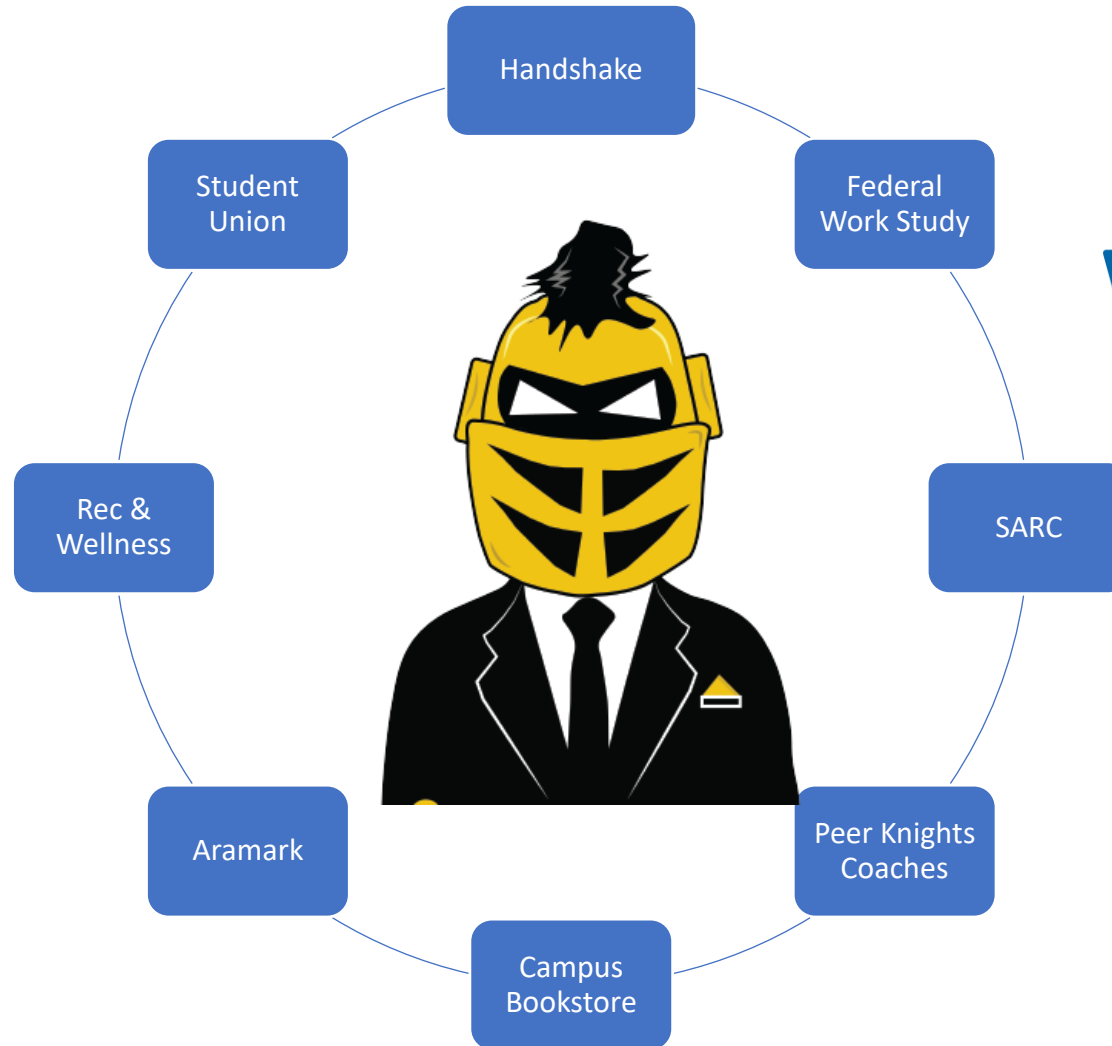 Handshake
Federal
Work Study
SARC
Peer Knights
Coaches
Campus
Bookstore
Aramark
Rec &
Wellness
Student
Union